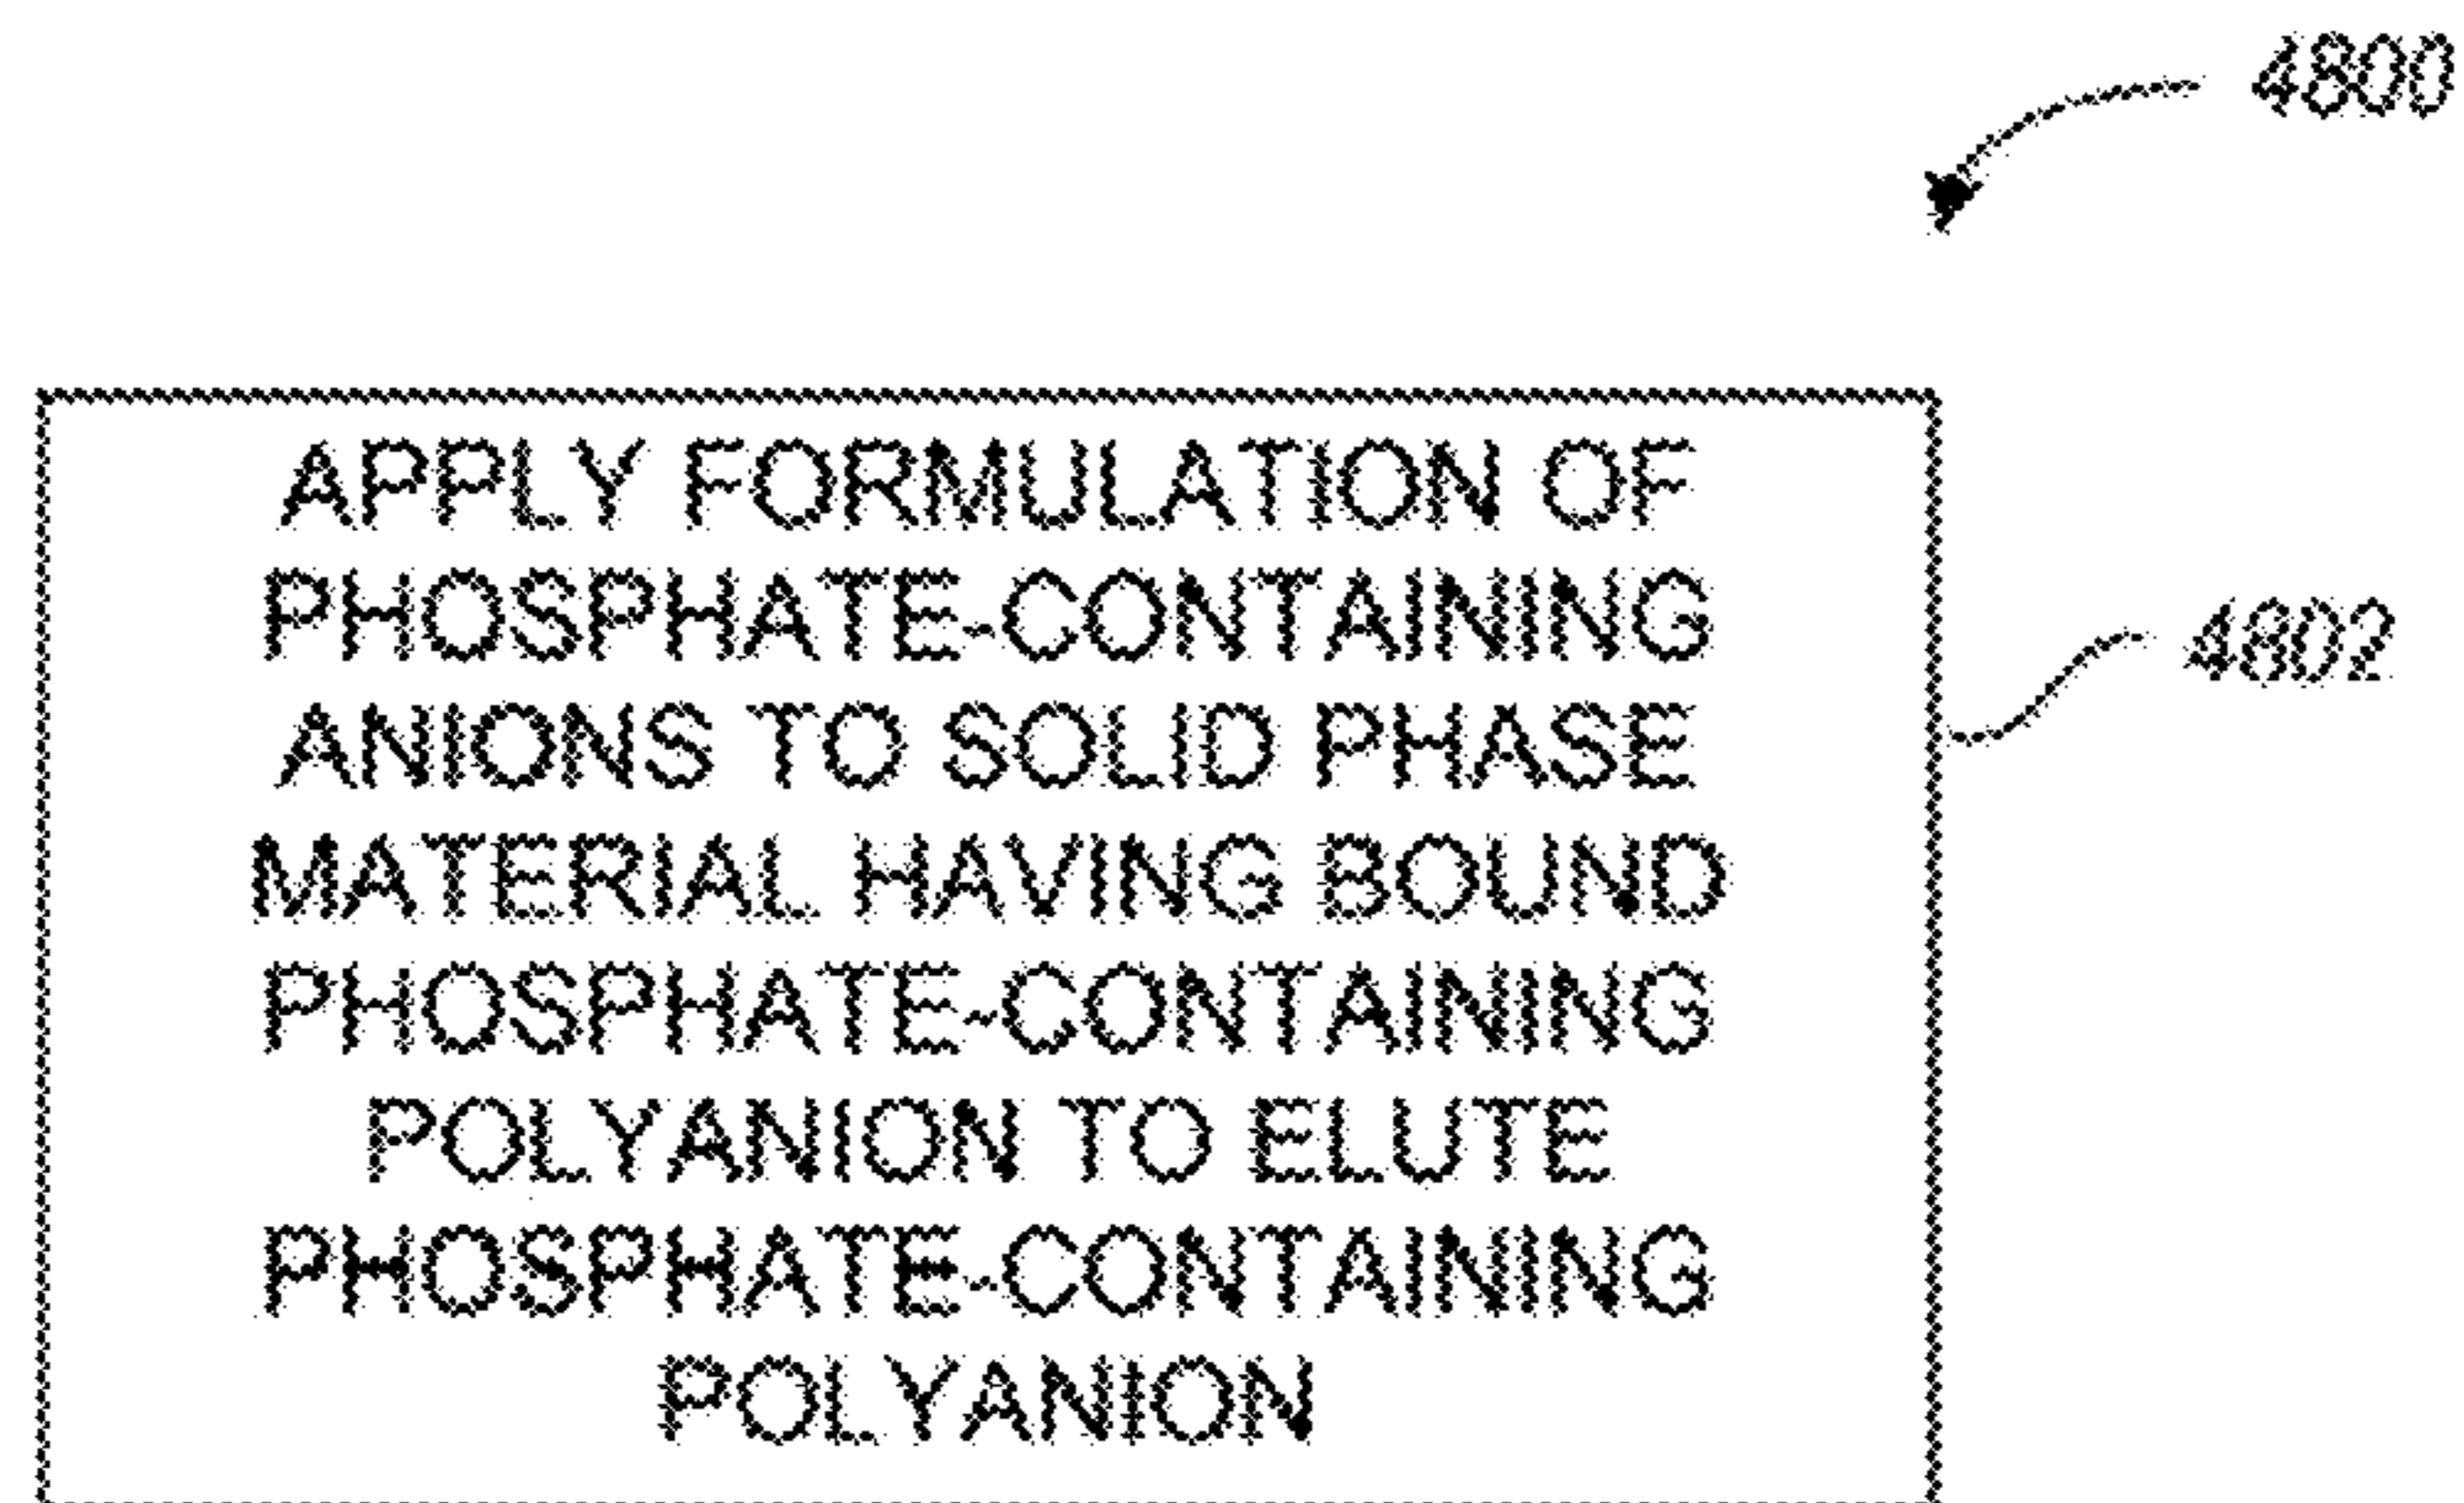 4800
APPLY FORMULATION OF
PHOSPHATE-CONTAINING
ANIONS TO SOLID PHASE
MATERIAL HAVING BOUND
PHOSPHATE-CONTAINING
POLYANION TO ELUTE
PHOSPHATE-CONTAINING
POLYANION
4802